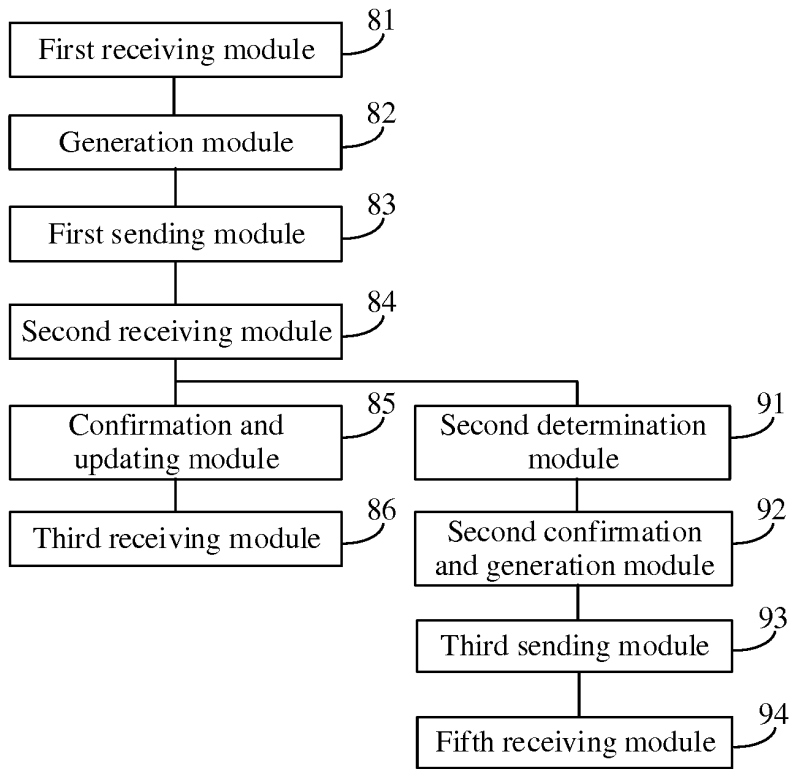 81
First receiving module
82
Generation module
83
First sending module
84
Second receiving module
85
Confirmation and
updating module
91
Second determination
module
86
Third receiving module
92
Second confirmation
and generation module
93
Third sending module
94
Fifth receiving module